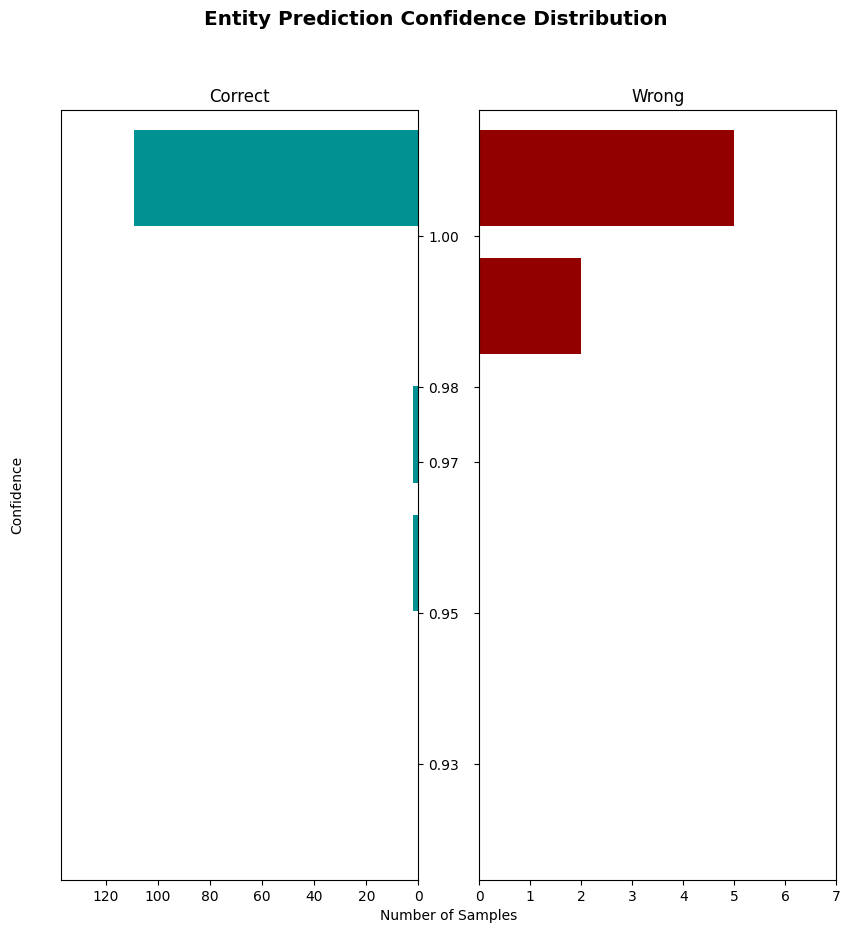 Entity Prediction Confidence Distribution
Correct
Wrong
1.00
0.98
0.97
0.95
0.93
Confidence
120 100 80 60 40 20 0
0 1 2 3 4 5 6 7
Number of Samples